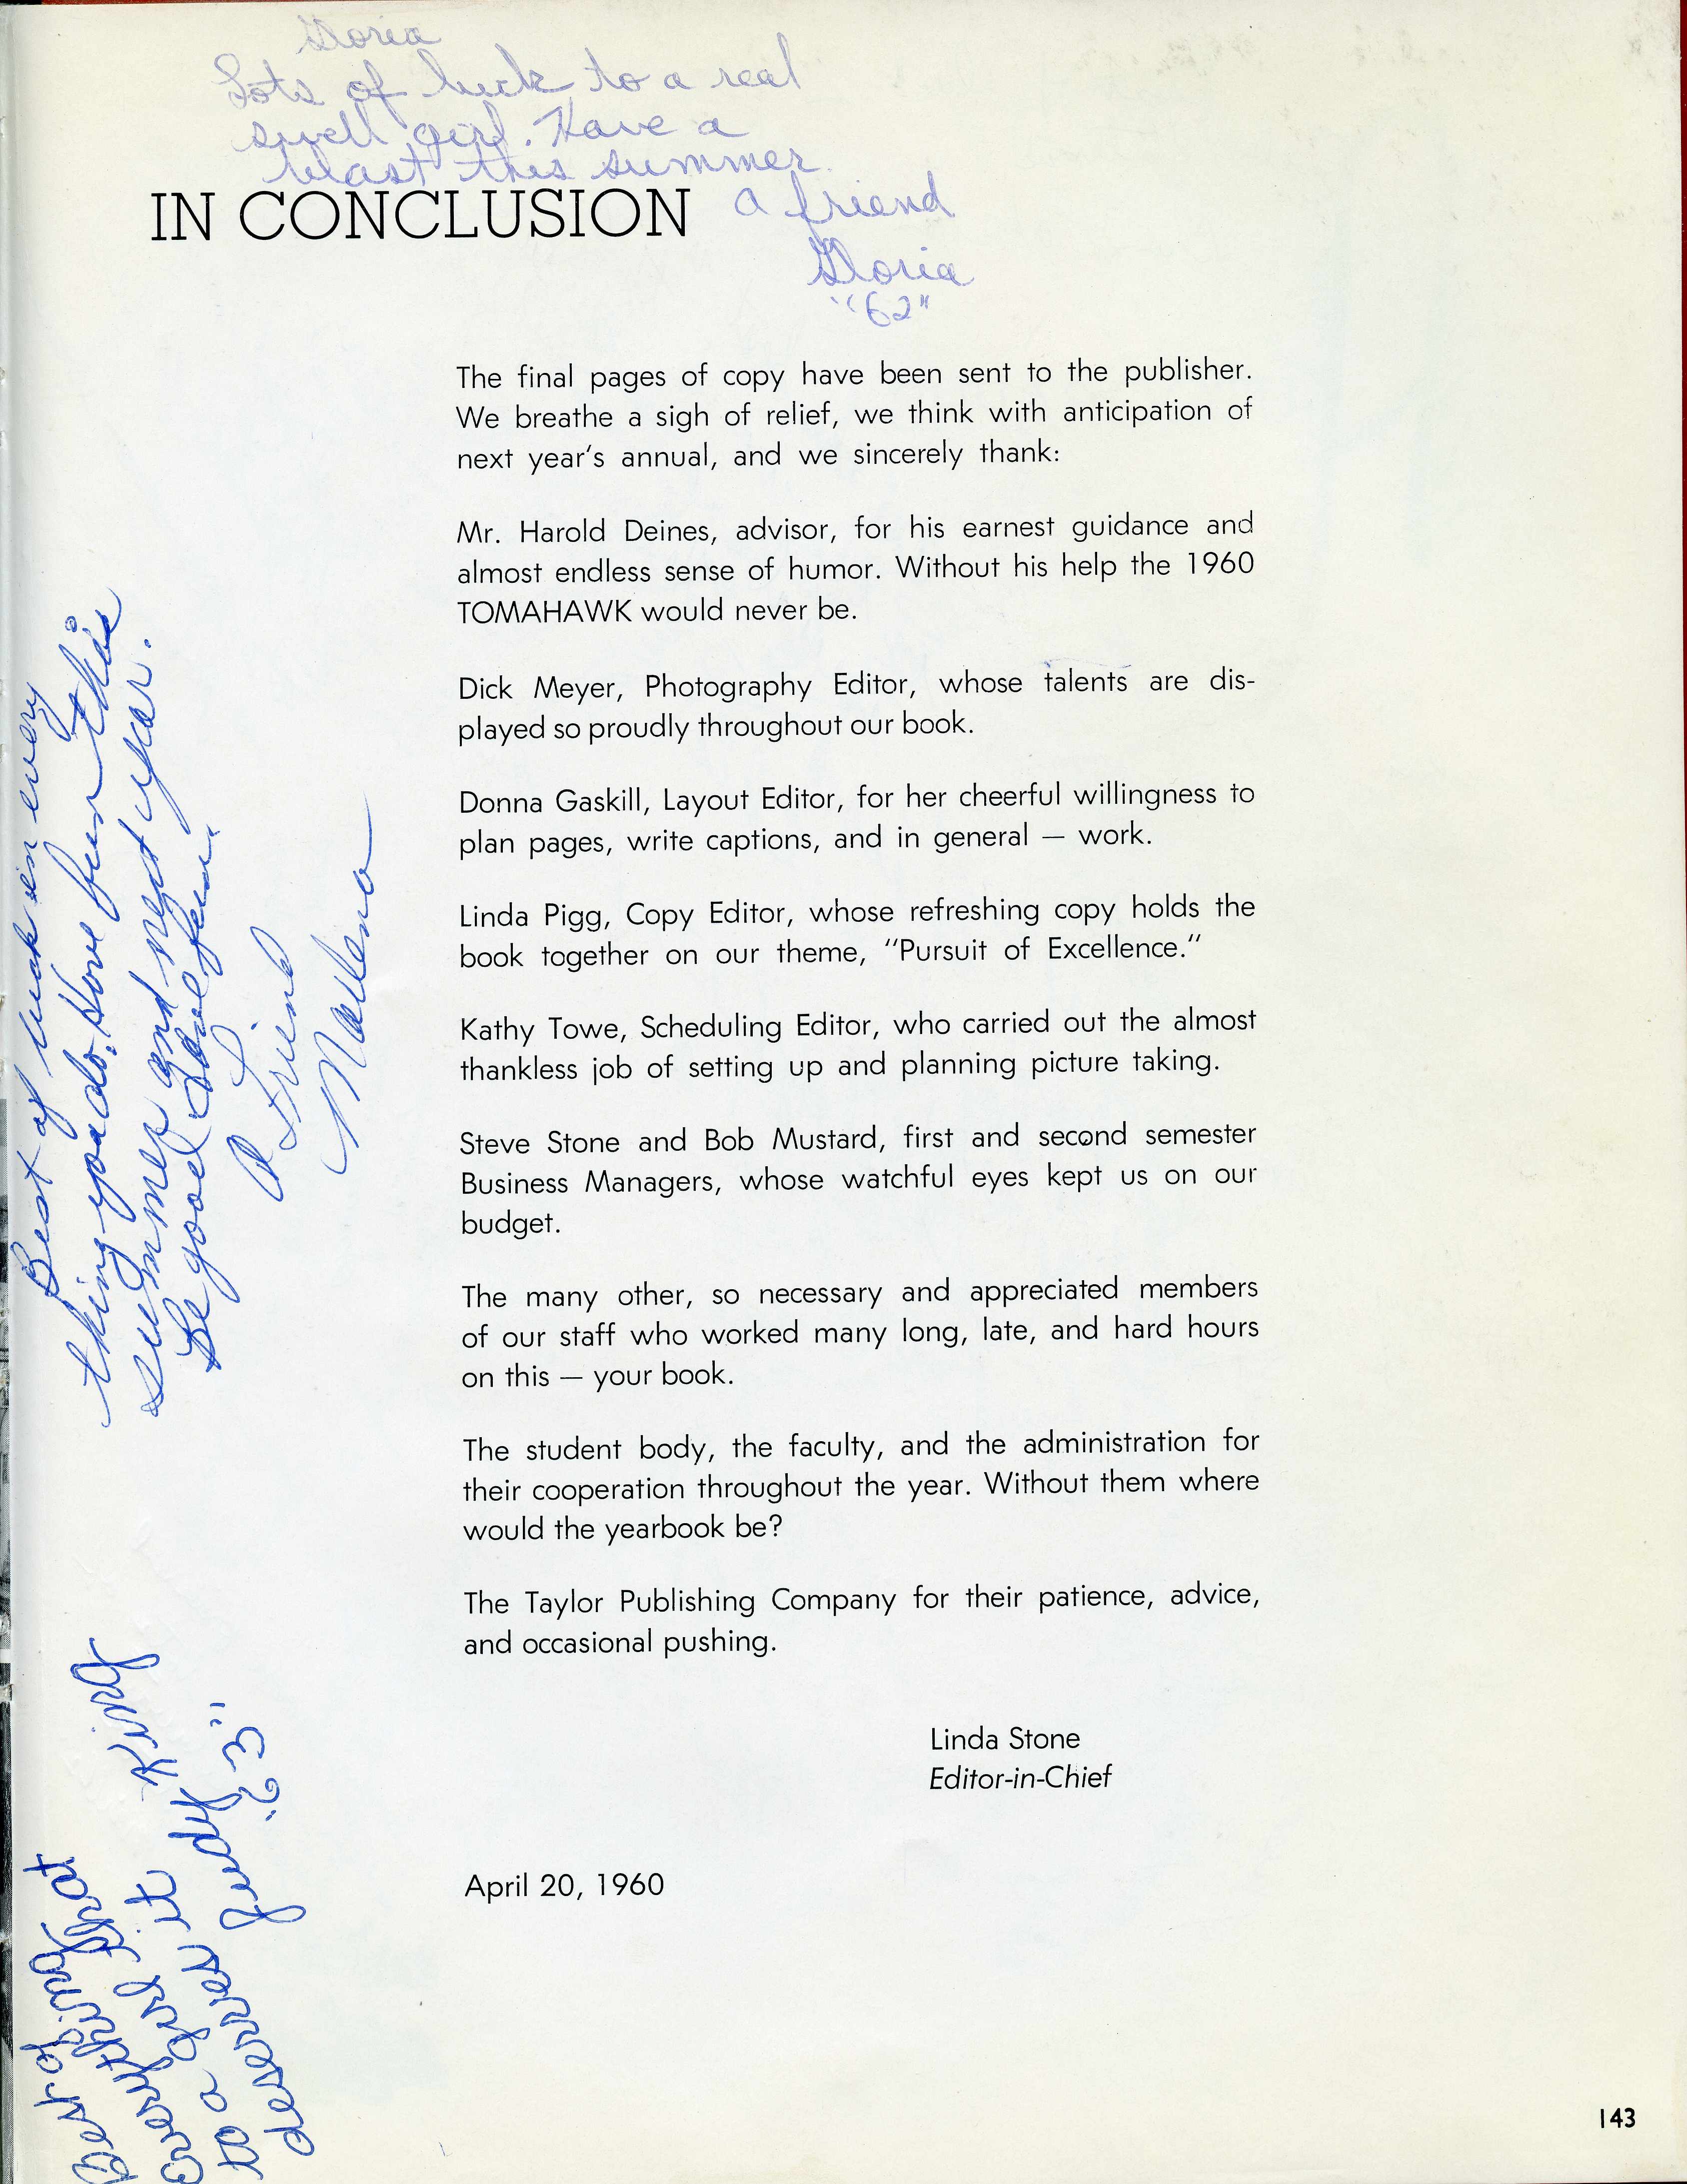 Gloria
Lots of luck to a real
swell girl. Have a
blast this summer.
a friend
Gloria
"62"
IN CONCLUSION
The final pages of copy have been sent to the publisher.
We breathe a sigh of relief, we think with anticipation of
next year's annual, and we sincerely thank:
Mr. Harold Deines, advisor, for his earnest guidance and
almost endless sense of humor. Without his help the 1960
TOMAHAWK would never be.
Dick Meyer, Photography Editor, whose talents are dis-
played so proudly throughout our book.
Donna Gaskill, Layout Editor, for her cheerful willingness to
plan pages, write captions, and in general — work.
Linda Pigg, Copy Editor, whose refreshing copy holds the
book together on our theme, "Pursuit of Excellence."
Kathy Towe, Scheduling Editor, who carried out the almost
thankless job of setting up and planning picture taking.
Steve Stone and Bob Mustard, first and second semester
Business Managers, whose watchful eyes kept us on our
budget.
The many other, so necessary and appreciated members
of our staff who worked many long, late, and hard hours
on this — your book.
The student body, the faculty, and the administration for
their cooperation throughout the year. Without them where
would the yearbook be?
The Taylor Publishing Company for their patience, advice,
and occasional pushing.
Linda Stone
Editor-in-Chief
April 20, 1960
143
Best of luck in every
thing you do. Have fun this
summer and next year.
Be good &
A Friend
Best of
Everything
to a girl that
deserves it
Judy King
"63"